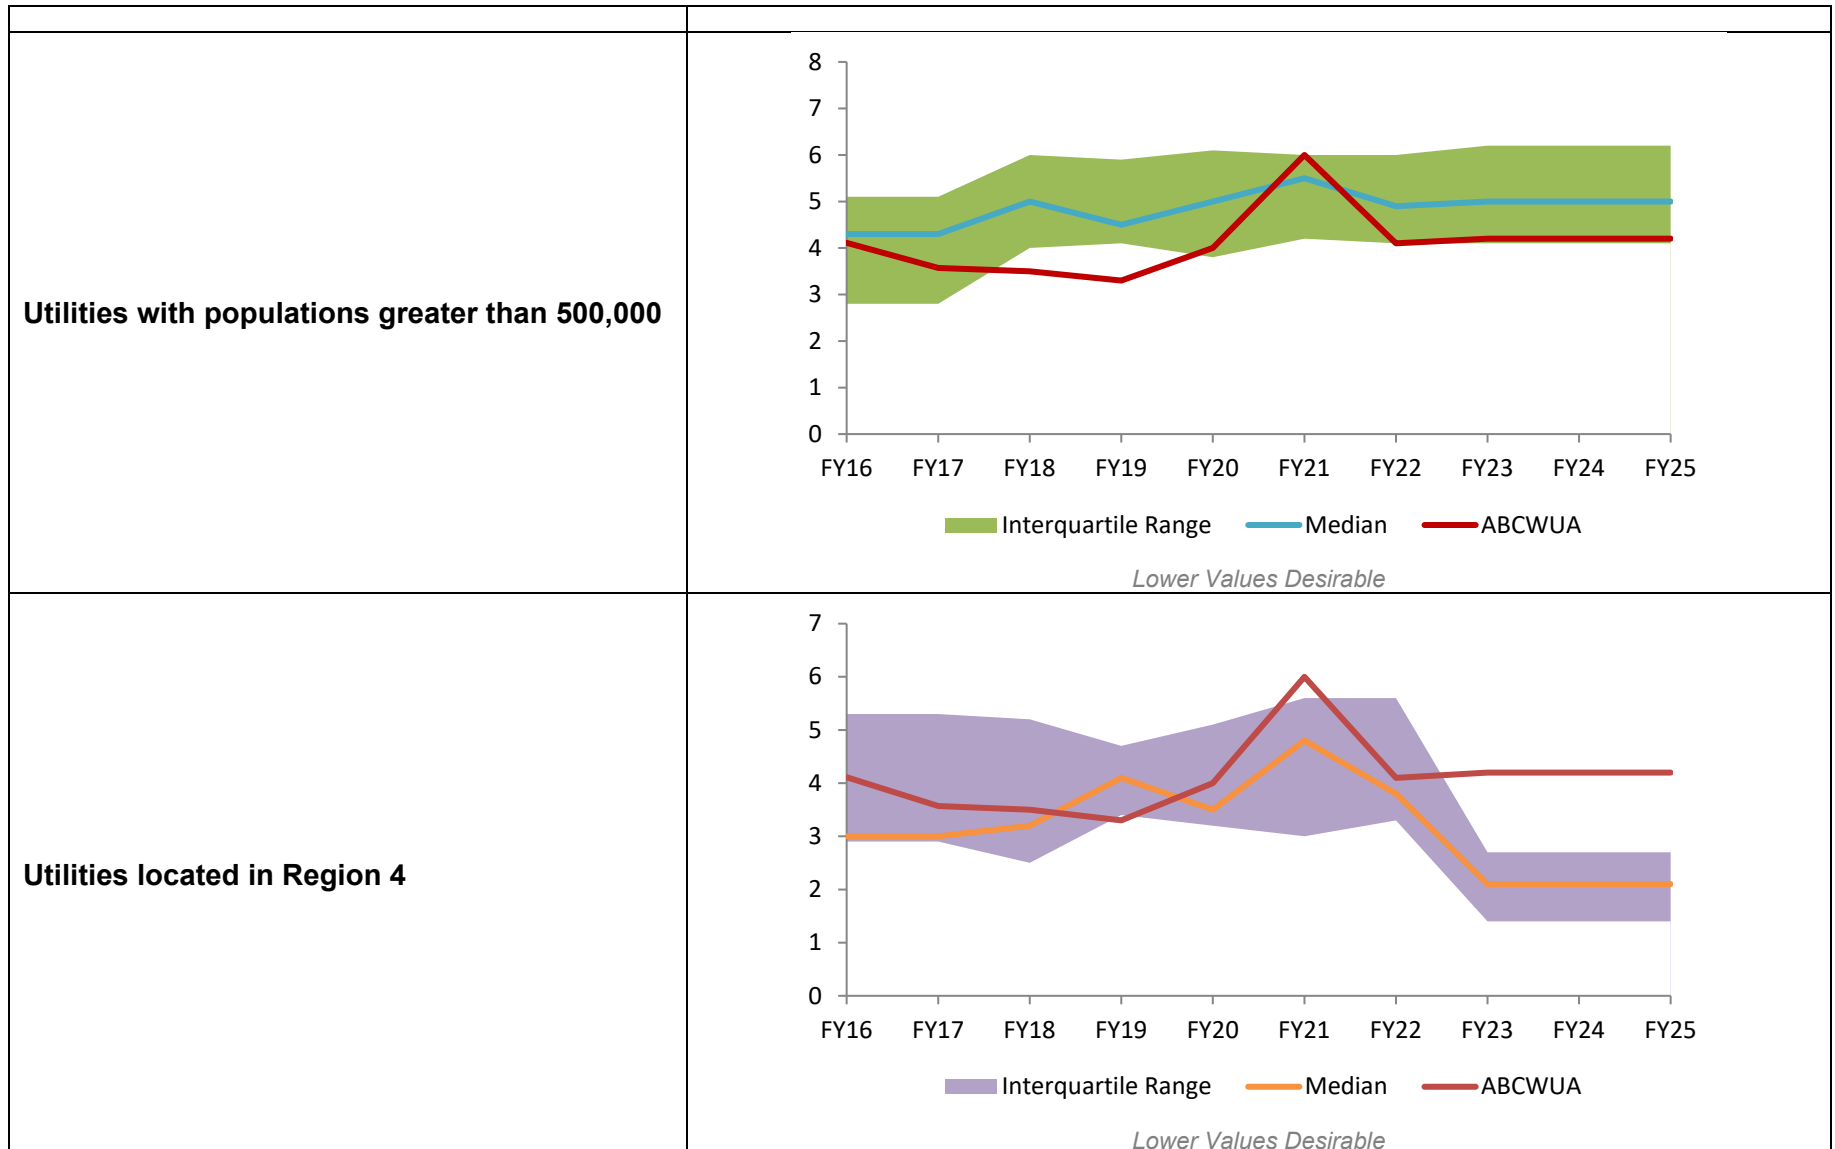 Utilities with populations greater than 500,000
8
7
6
5
4
3
2
1
0
FY16 FY17 FY18 FY19 FY20 FY21 FY22 FY23 FY24 FY25
Interquartile Range Median ABCWUA
Lower Values Desirable
Utilities located in Region 4
7
6
5
4
3
2
1
0
FY16 FY17 FY18 FY19 FY20 FY21 FY22 FY23 FY24 FY25
Interquartile Range Median ABCWUA
Lower Values Desirable